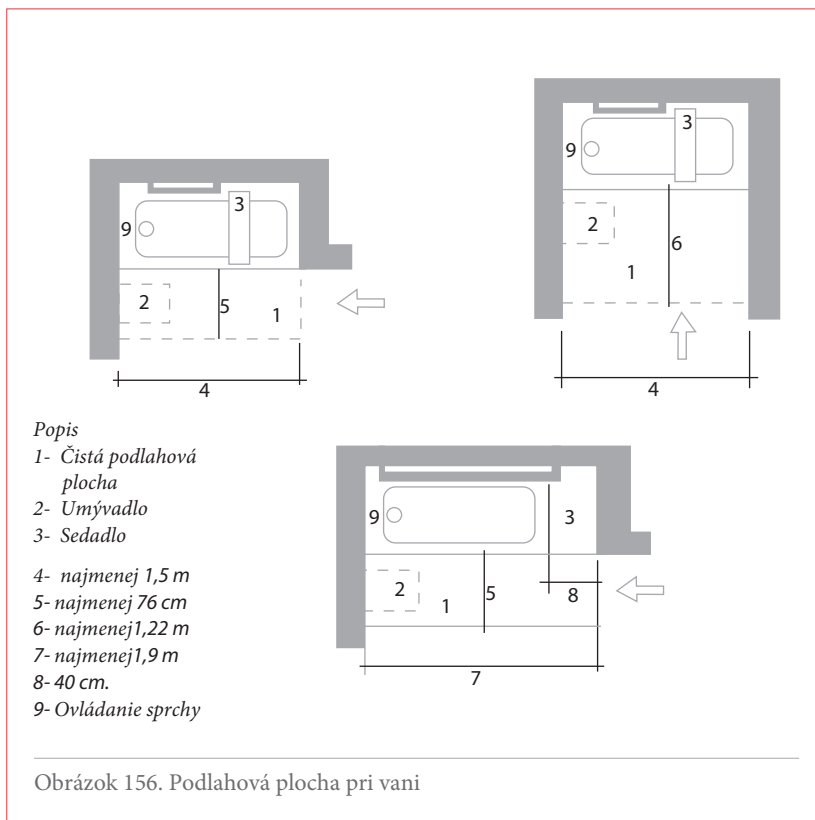 3
9
2
5
1
4
3
9
2
6
1
4
Popis
1- Čistá podlahová
plocha
2- Umývadlo
3- Sedadlo
4- najmenej 1,5 m
5- najmenej 76 cm
6- najmenej1,22 m
7- najmenej1,9 m
8- 40 cm.
9- Ovládanie sprchy
9
3
2
1
5
8
7
Obrázok 156. Podlahová plocha pri vani